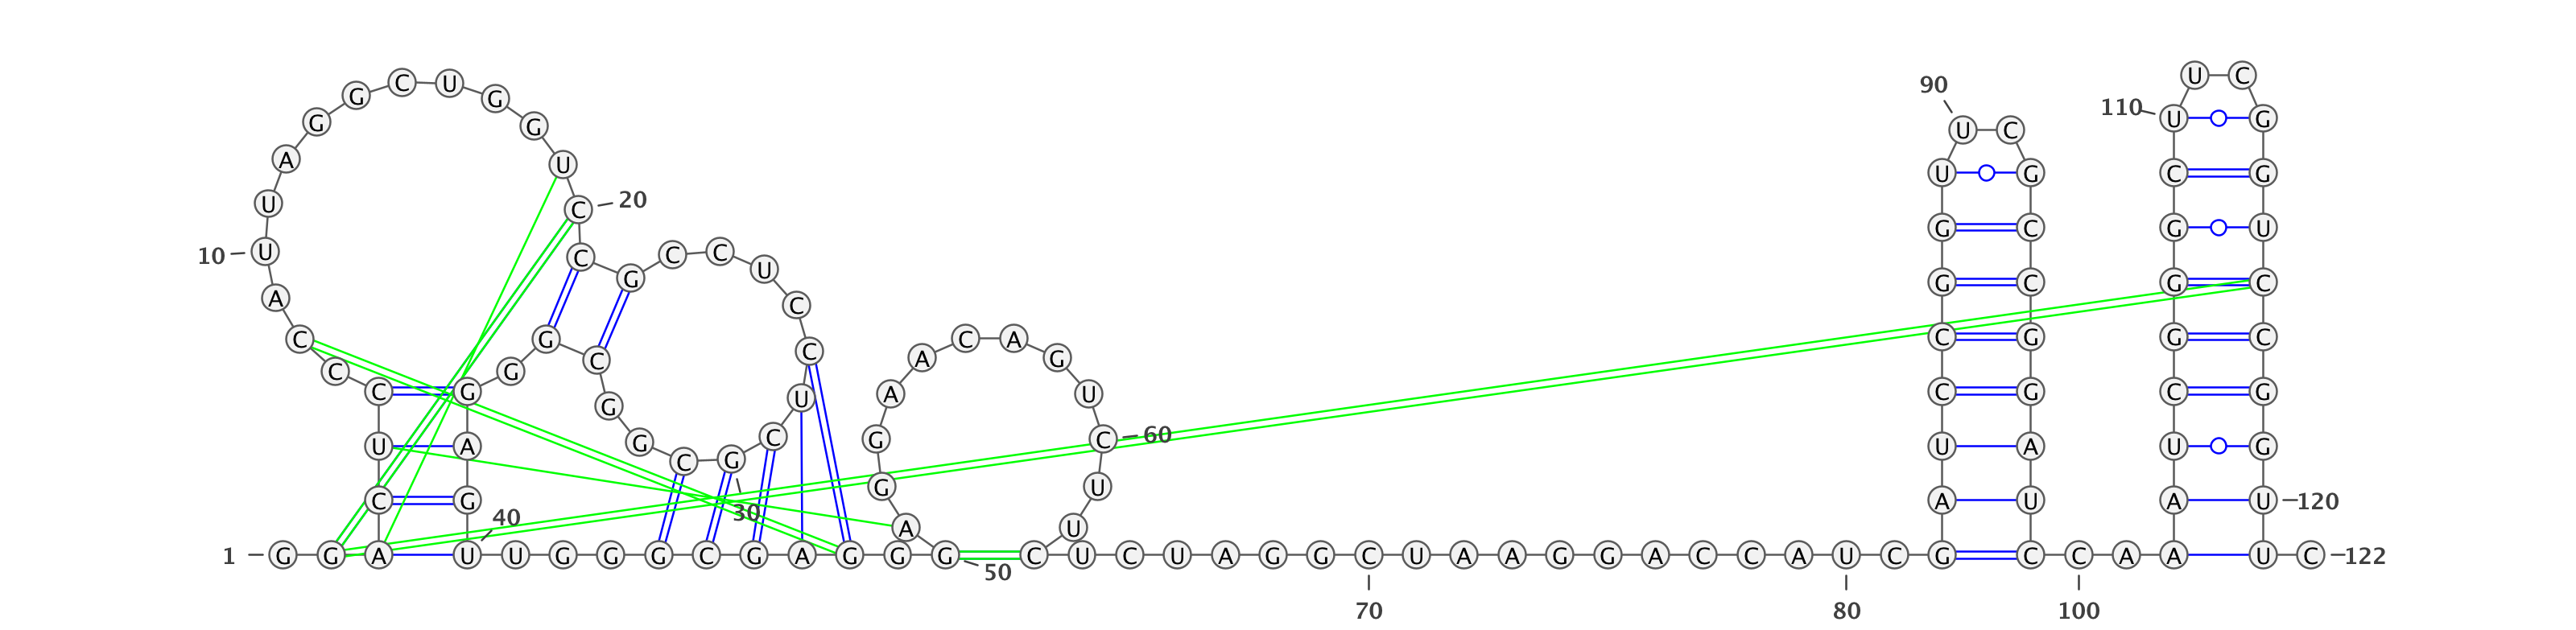 1
G G A C U C C C A U
10
U A G G C U G G U C
20
C G C C U C C U C G
30
C G G C G G G A G U
40
U G G G C G A G G G
50
A G G A A C A G U C
60
U U C U C U A G G C
70
U A A G G A C C A U
80
C G A U C C G G U U
90
C G C C G G A U C C
100
A A A U C G G G C U
110
U C G G U C C G G U
120
U C
122